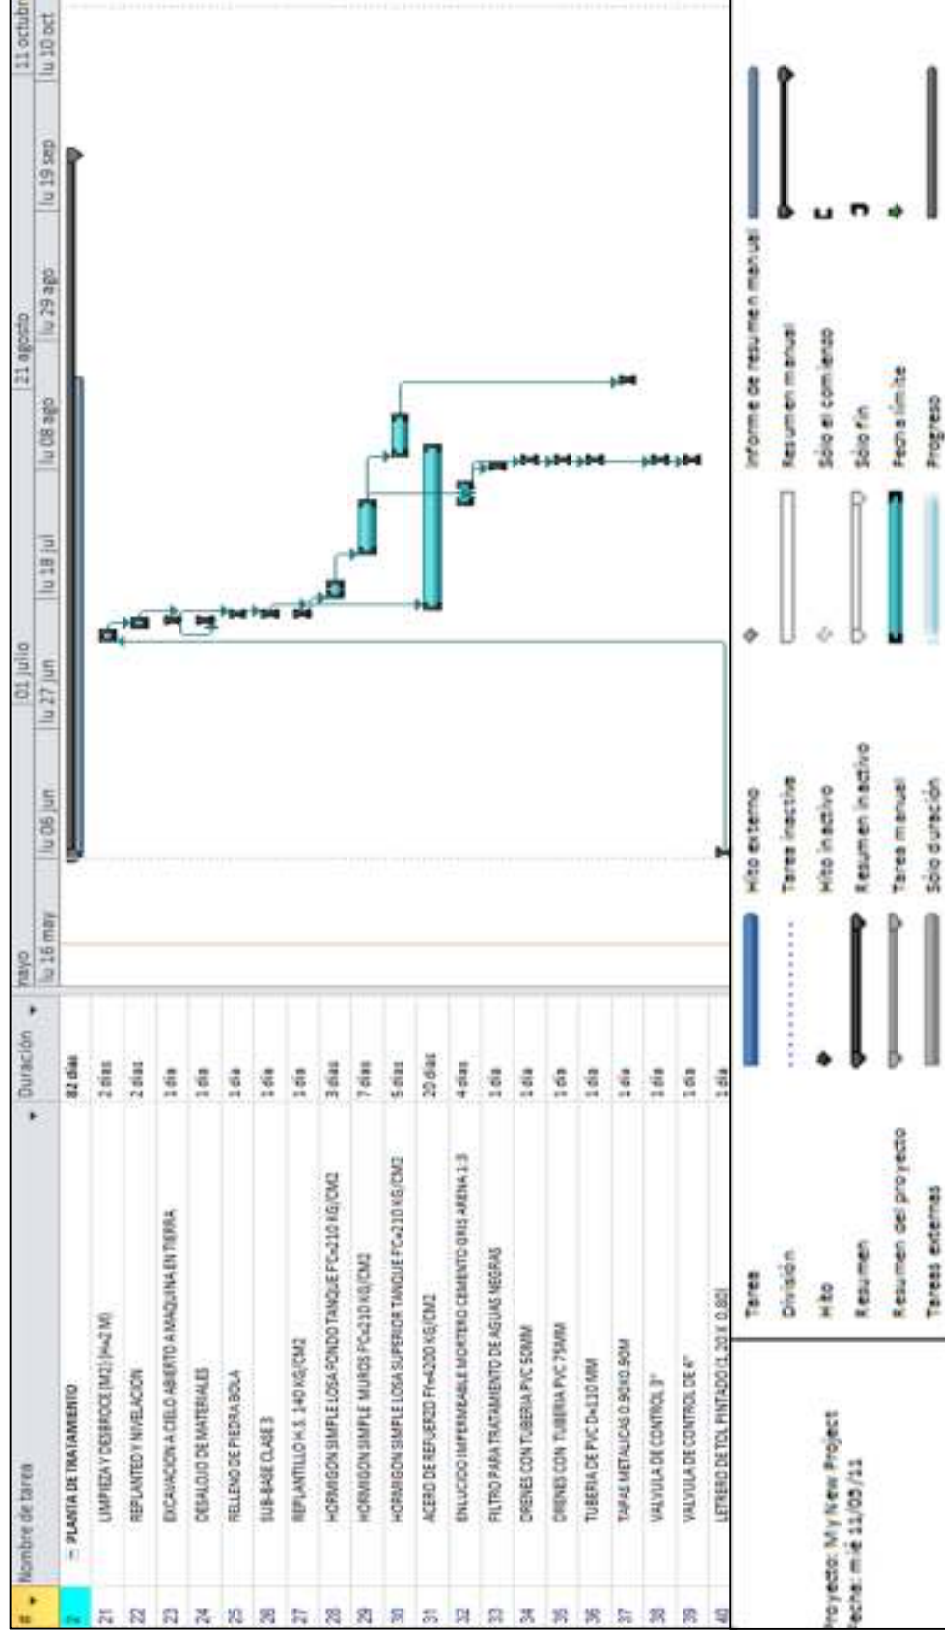 # Nombre de tarea Duración
mayo 01 julio 21 agosto 11 octubr
lu 16 may lu 06 jun lu 27 jun lu 18 jul lu 08 ago lu 29 ago lu 19 sep lu 10 oct
2 PLANTA DE TRATAMIENTO 82 días
21 LIMPIEZA Y DESBROCE (M2) (H=2 M) 2 días
22 REPLANTEO Y NIVELACION 2 días
23 EXCAVACION A CIELO ABIERTO A MAQUINA EN TIERRA 1 día
24 DESALOJO DE MATERIALES 1 día
25 RELLENO DE PIEDRA BOLA 1 día
26 SUB-BASE CLASE 3 1 día
27 REPLANTILLO H.S. 140 KG/CM2 1 día
28 HORMIGON SIMPLE LOSA FONDO TANQUE F'C=210 KG/CM2 3 días
29 HORMIGON SIMPLE MUROS F'C=210 KG/CM2 7 días
30 HORMIGON SIMPLE LOSA SUPERIOR TANQUE F'C=210 KG/CM2 días
31 ACERO DE REFUERZO FY=4200 KG/CM2 20 días
32 ENLUCIDO IMPERMEABLE MORTERO CEMENTO GRIS ARENA 1:3 4 días
33 FILTRO PARA TRATAMIENTO DE AGUAS NEGRAS 1 día
34 DRENES CON TUBERIA PVC 50MM 1 día
35 DRENES CON TUBERIA PVC 75MM 1 día
36 TUBERIA DE PVC D=110 MM 1 día
37 TAPAS METALICAS 0.90X0.90M 1 día
38 VALVULA DE CONTROL 3" 1 día
39 VALVULA DE CONTROL DE 4" 1 día
40 LETRERO DE TOL PINTADO (1.20 X 0.80) 1 día
Proyecto: My New Project
Fecha: mié 11/05/11
Tarea Hito externo Informe de resumen manual
División Tarea inactiva Resumen manual
Hito Hito inactivo Sólo el comienzo
Resumen Resumen inactivo Sólo fin
Resumen del proyecto Tarea manual Fecha límite
Tareas externas Sólo duración Progreso